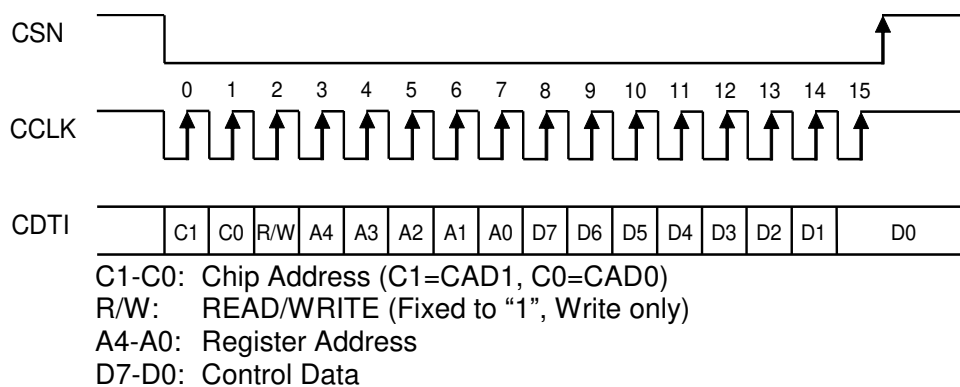 CSN
0 1 2 3 4 5 6 7 8 9 10 11 12 13 14 15
CCLK
CDTI C1 C0 R/W A4 A3 A2 A1 A0 D7 D6 D5 D4 D3 D2 D1 D0
C1-C0: Chip Address (C1=CAD1, C0=CAD0)
R/W: READ/WRITE (Fixed to “1”, Write only)
A4-A0: Register Address
D7-D0: Control Data